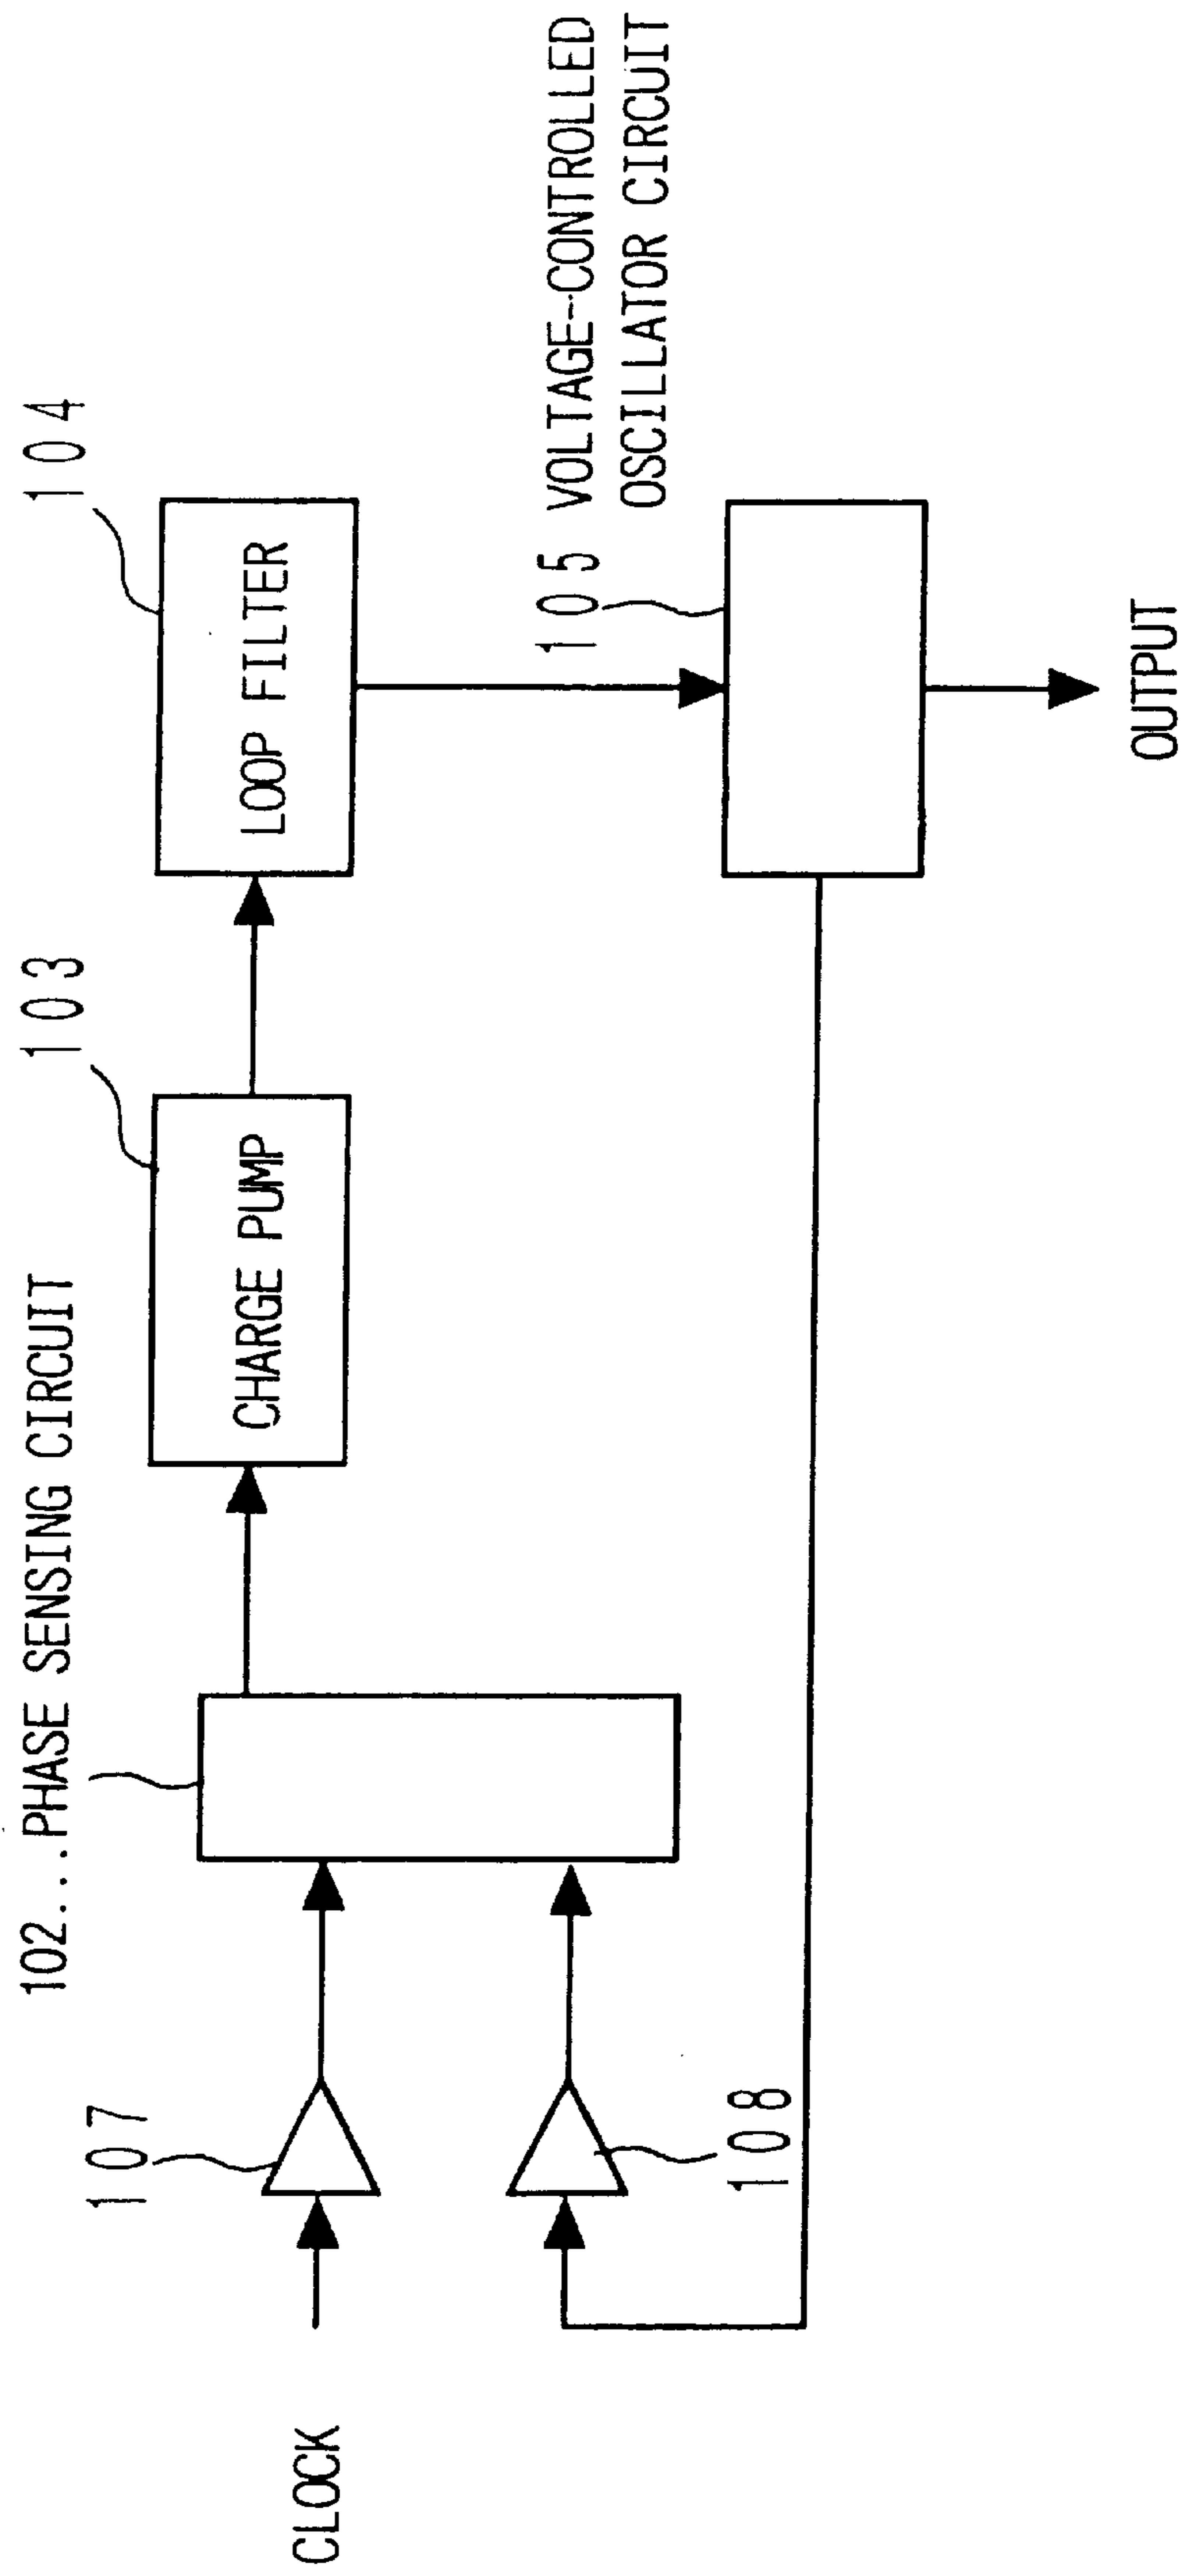 102...PHASE SENSING CIRCUIT
103
104
107
CHARGE PUMP
LOOP FILTER
CLOCK
105
VOLTAGE-CONTROLLED
OSCILLATOR CIRCUIT
108
OUTPUT